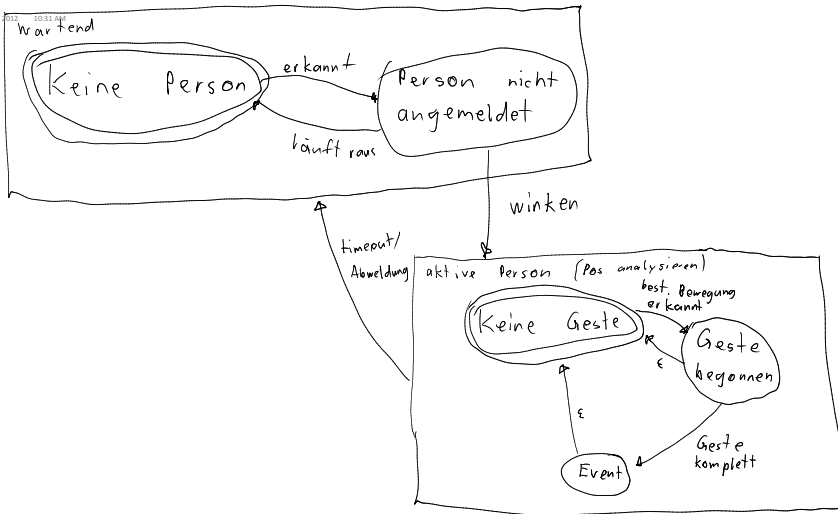 2012 10:31 AM
wartend
Keine Person
erkannt
Person nicht
angemeldet
läuft raus
winken
timeout/
Abmeldung
aktive Person (Pos analysieren)
best. Bewegung
erkannt
Keine Geste
Geste
begonnen
ε
ε
Geste
komplett
Event